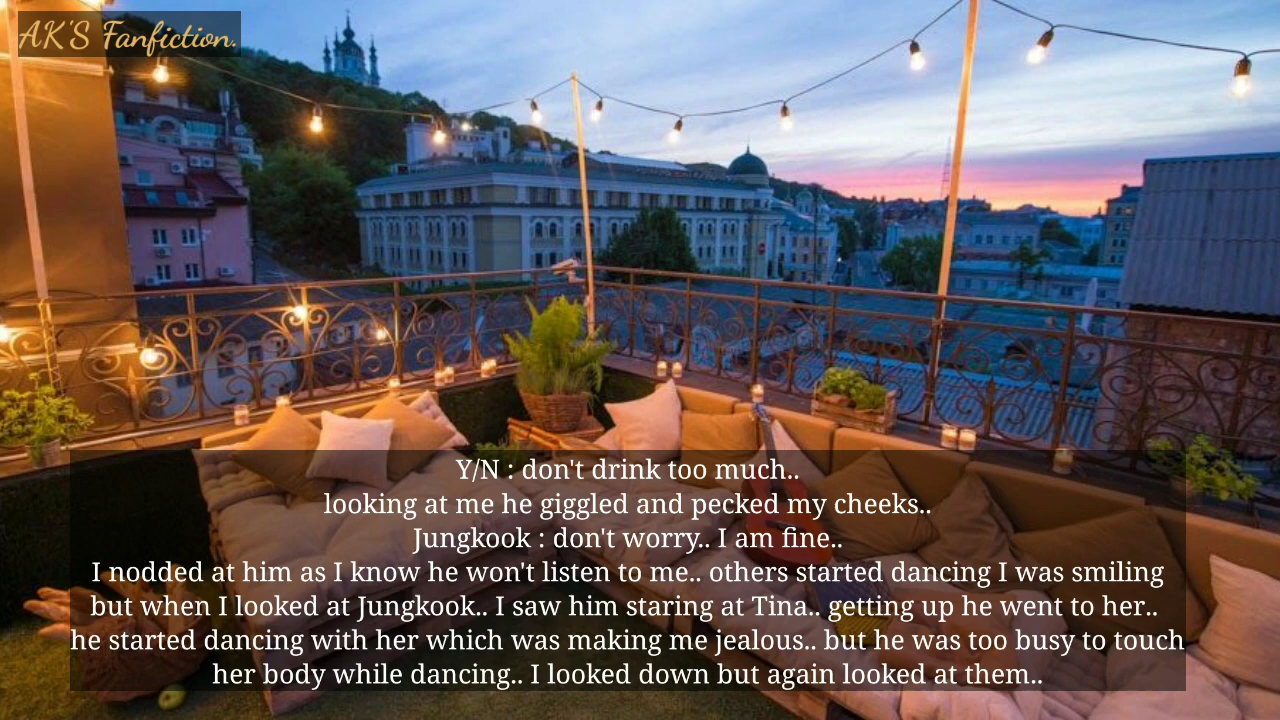 AK'S Fanfiction.
Y/N : don't drink too much..
looking at me he giggled and pecked my cheeks..
Jungkook : don't worry.. I am fine..
I nodded at him as I know he won't listen to me.. others started dancing I was smiling
but when I looked at Jungkook.. I saw him staring at Tina.. getting up he went to her..
he started dancing with her which was making me jealous.. but he was too busy to touch
her body while dancing.. I looked down but again looked at them..